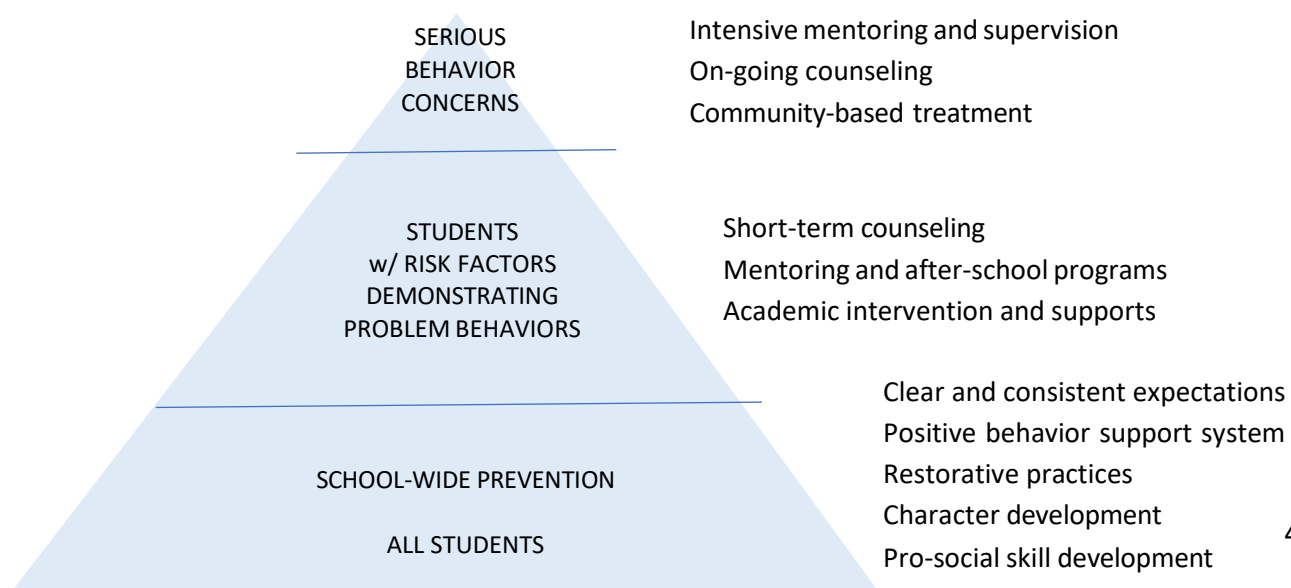 SERIOUS
BEHAVIOR
CONCERNS
Intensive mentoring and supervision
On-going counseling
Community-based treatment
STUDENTS
w/ RISK FACTORS
DEMONSTRATING
PROBLEM BEHAVIORS
Short-term counseling
Mentoring and after-school programs
Academic intervention and supports
SCHOOL-WIDE PREVENTION
ALL STUDENTS
Clear and consistent expectations
Positive behavior support system
Restorative practices
Character development
Pro-social skill development